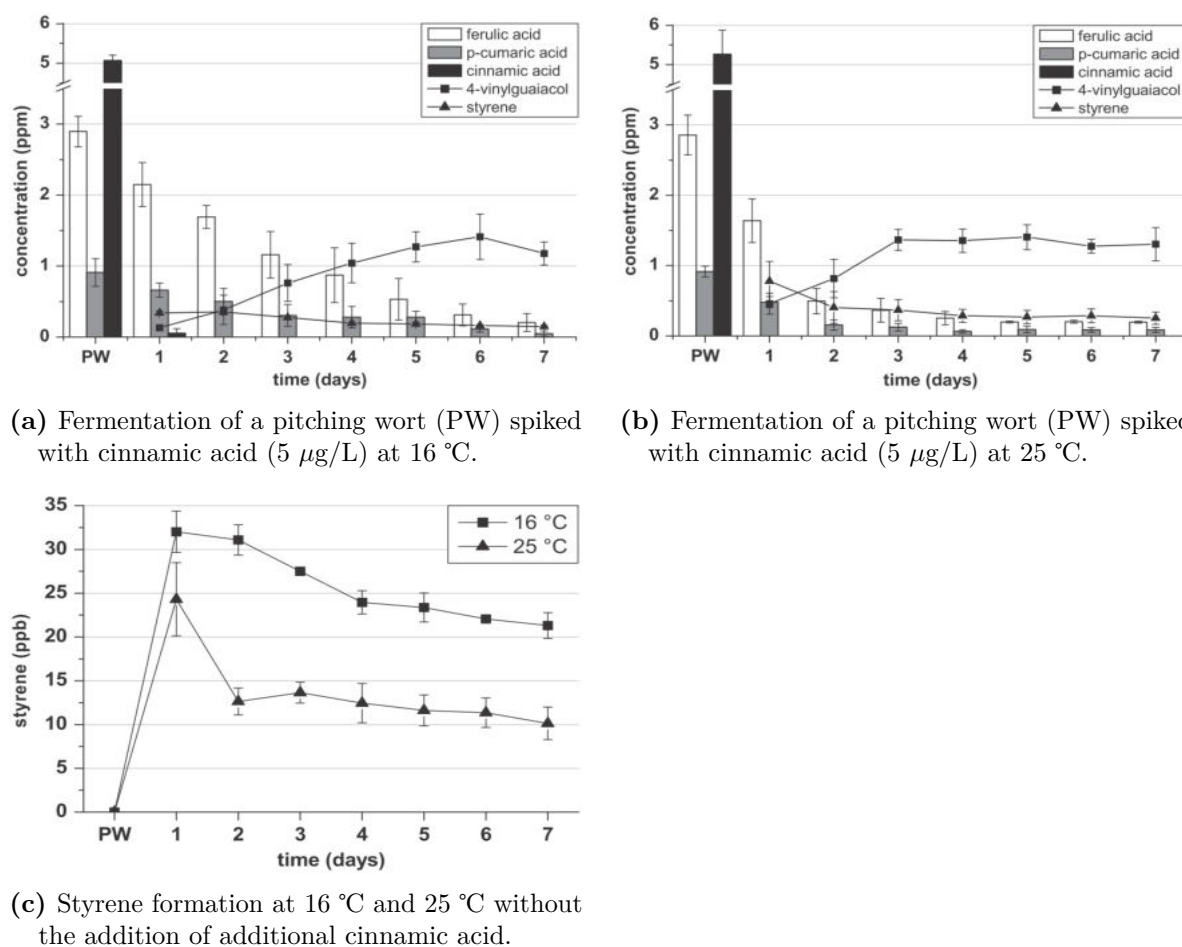 6
5
3
2
1
0
concentration (ppm)
ferulic acid
p-cumaric acid
cinnamic acid
4-vinylguaiacol
styrene
PW 1 2 3 4 5 6 7
time (days)
(a) Fermentation of a pitching wort (PW) spiked
with cinnamic acid (5 μg/L) at 16 ℃.
6
5
3
2
1
0
concentration (ppm)
ferulic acid
p-cumaric acid
cinnamic acid
4-vinylguaiacol
styrene
PW 1 2 3 4 5 6 7
time (days)
(b) Fermentation of a pitching wort (PW) spiked
with cinnamic acid (5 μg/L) at 25 ℃.
35
30
25
20
15
10
5
0
styrene (ppb)
16 °C
25 °C
PW 1 2 3 4 5 6 7
time (days)
(c) Styrene formation at 16 ℃ and 25 ℃ without
the addition of additional cinnamic acid.